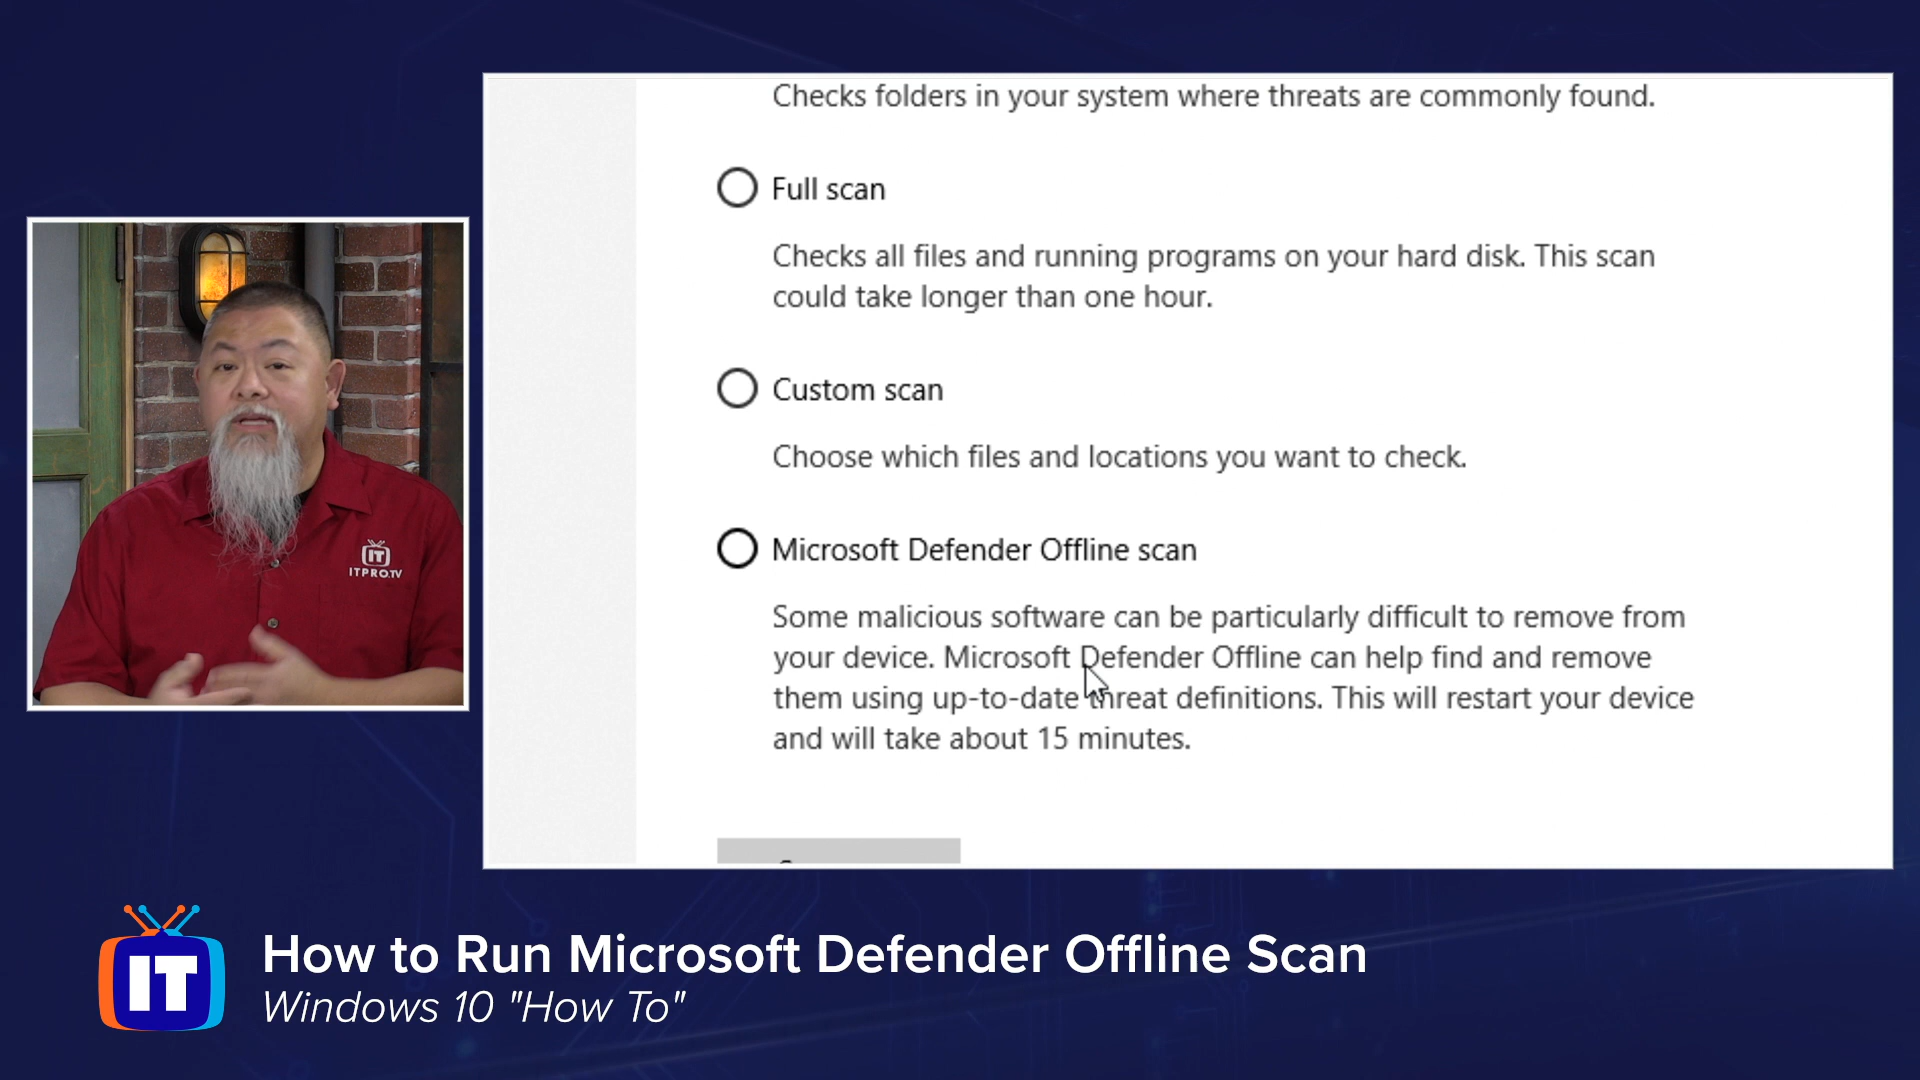 Checks folders in your system where threats are commonly found.
Full scan
Checks all files and running programs on your hard disk. This scan
could take longer than one hour.
Custom scan
Choose which files and locations you want to check.
Microsoft Defender Offline scan
Some malicious software can be particularly difficult to remove from
your device. Microsoft Defender Offline can help find and remove
them using up-to-date threat definitions. This will restart your device
and will take about 15 minutes.
IT
ITPRO.TV
IT
How to Run Microsoft Defender Offline Scan
Windows 10 "How To"